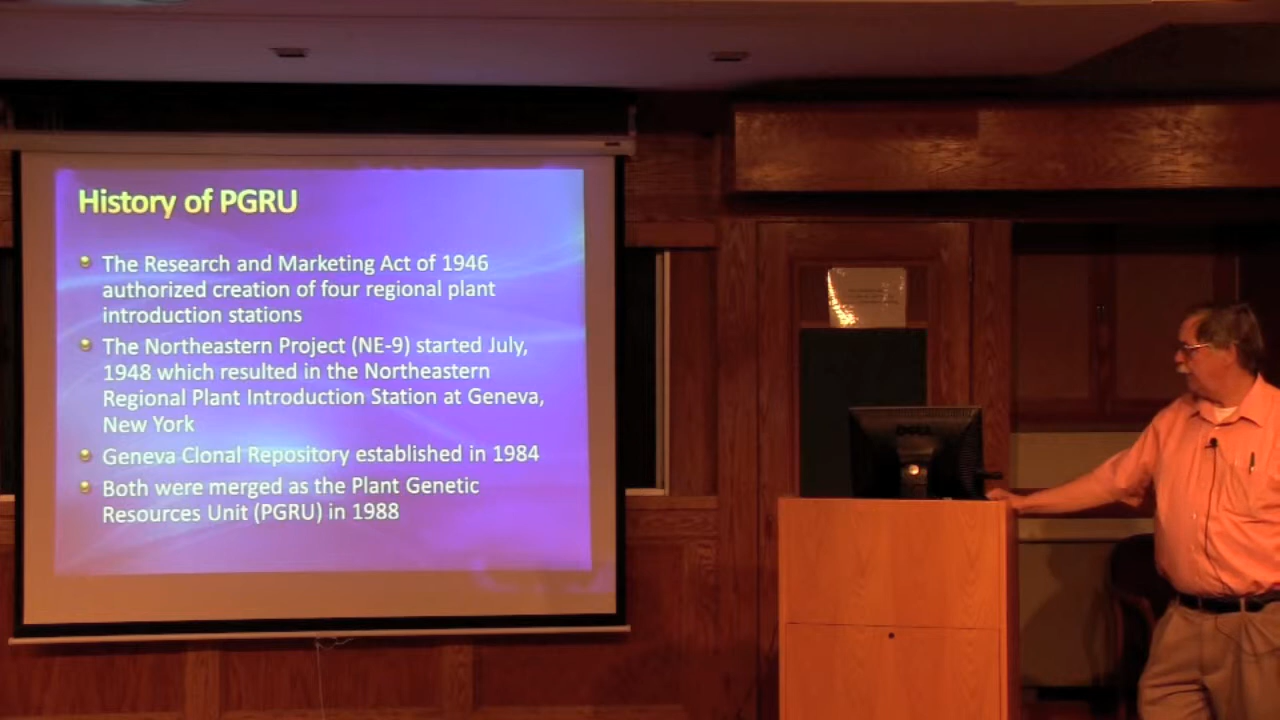 History of PGRU
The Research and Marketing Act of 1946
authorized creation of four regional plant
introduction stations
The Northeastern Project (NE-9) started July,
1948 which resulted in the Northeastern
Regional Plant Introduction Station at Geneva,
New York
Geneva Clonal Repository established in 1984
Both were merged as the Plant Genetic
Resources Unit (PGRU) in 1988
DELL